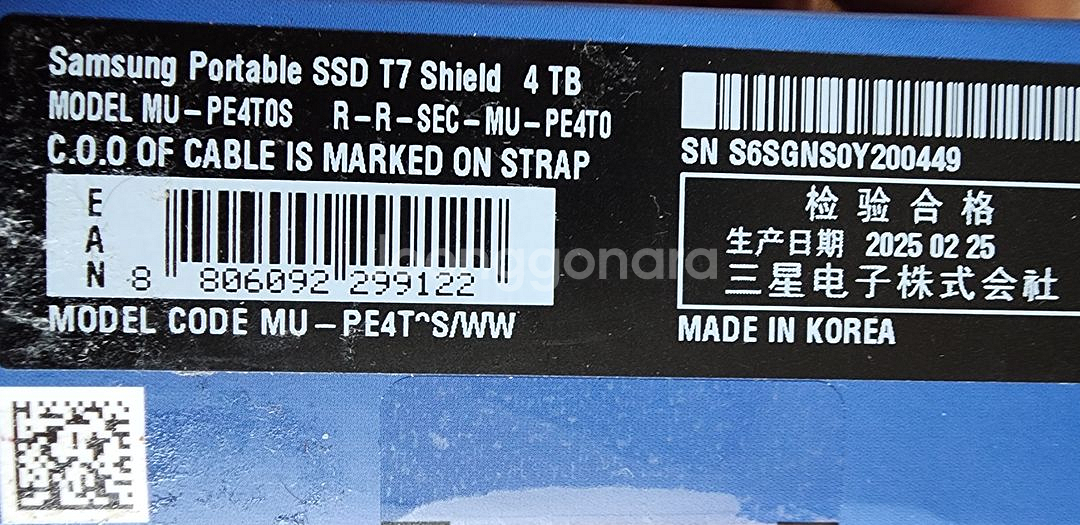 Samsung Portable SSD T7 Shield 4 TB
MODEL MU-PE4T0S R-R-SEC-MU-PE4T0
C.O.O OF CABLE IS MARKED ON STRAP
EAN
8 806092 299122
MODEL CODE MU-PE4T^S/WW
SN S6SGNS0Y200449
检验合格
生产日期 2025 02 25
三星电子株式会社
MADE IN KOREA
joonggonara